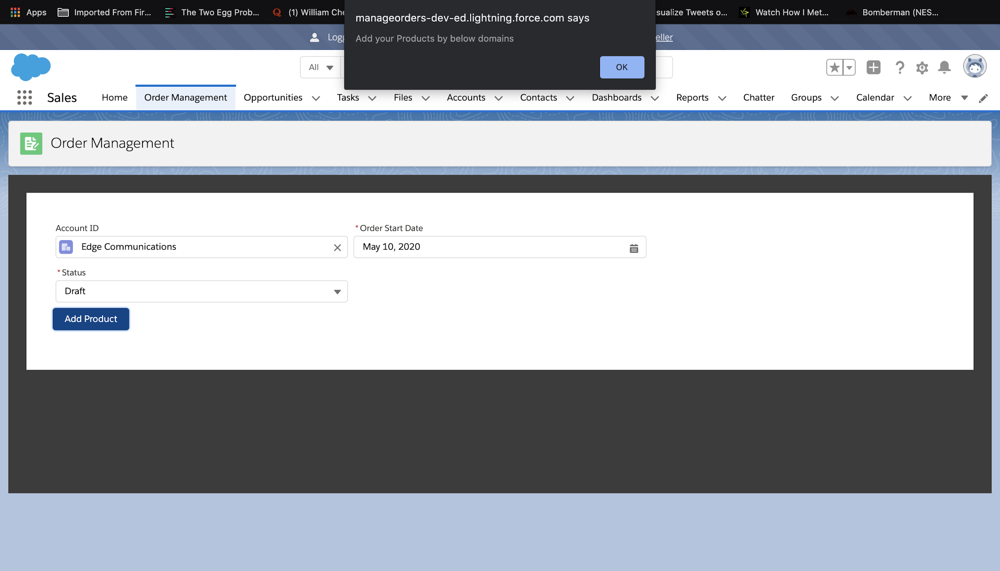 Apps
Imported From Fir...
The Two Egg Prob...
(1) William Che
sualize Tweets o...
Watch How I Met...
Bomberman (NES...
manageorders-dev-ed.lightning.force.com says
Add your Products by below domains
OK
Logg
eller
All
Sales
Home
Order Management
Opportunities
Tasks
Files
Accounts
Contacts
Dashboards
Reports
Chatter
Groups
Calendar
More
Order Management
Account ID
* Order Start Date
Edge Communications
May 10, 2020
* Status
Draft
Add Product